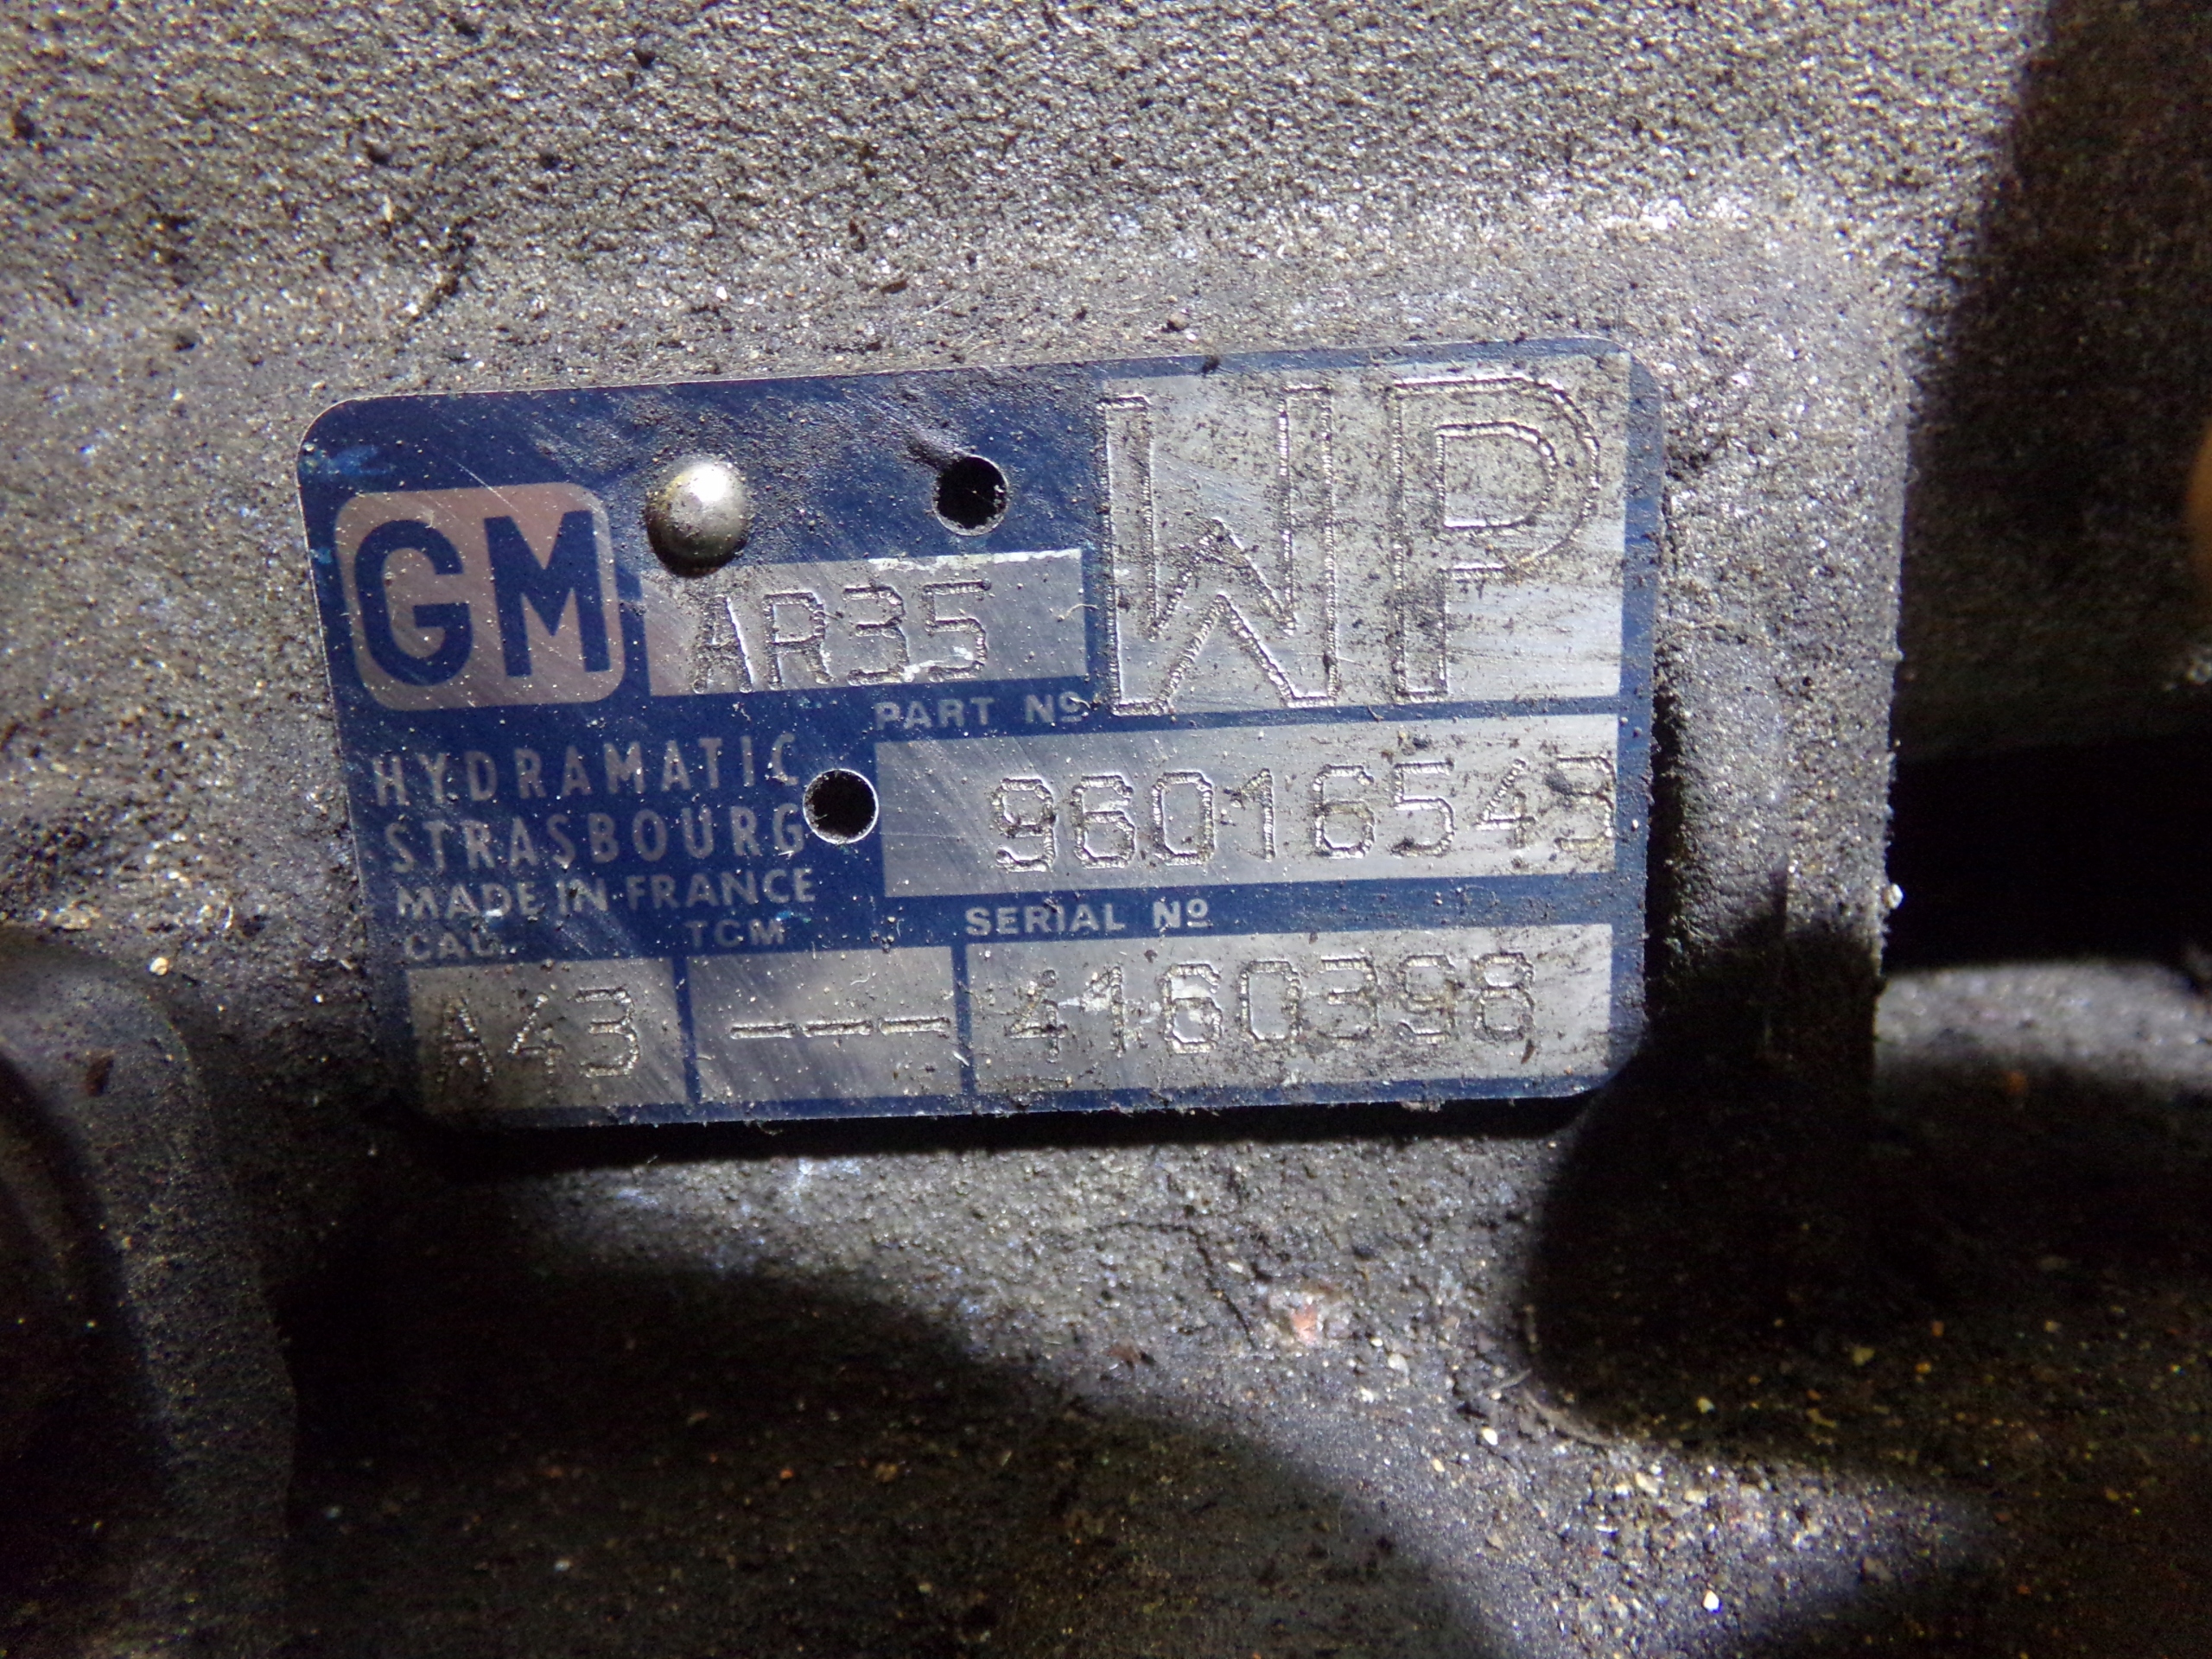 GM
AR35
WP
HYDRAMATIC
STRASBOURG
MADE IN FRANCE
PART Nº
96016543
CAL. TCM SERIAL Nº
A43 --- 4160398